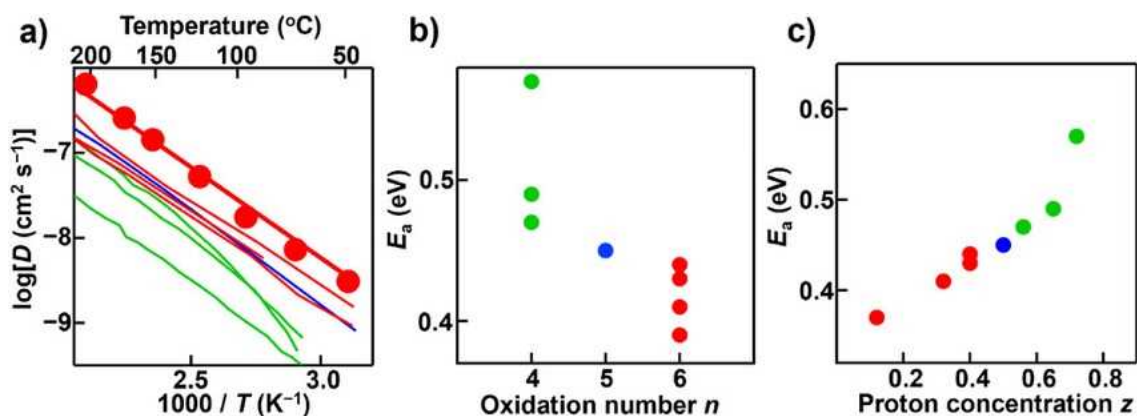 a)
Temperature (°C)
200 150 100 50
log[D (cm² s⁻¹)]
−7
−8
−9
2.5 3.0
1000 / T (K⁻¹)
b)
Eₐ (eV)
0.5
0.4
4 5 6
Oxidation number n
c)
Eₐ (eV)
0.6
0.5
0.4
0.2 0.4 0.6 0.8
Proton concentration z